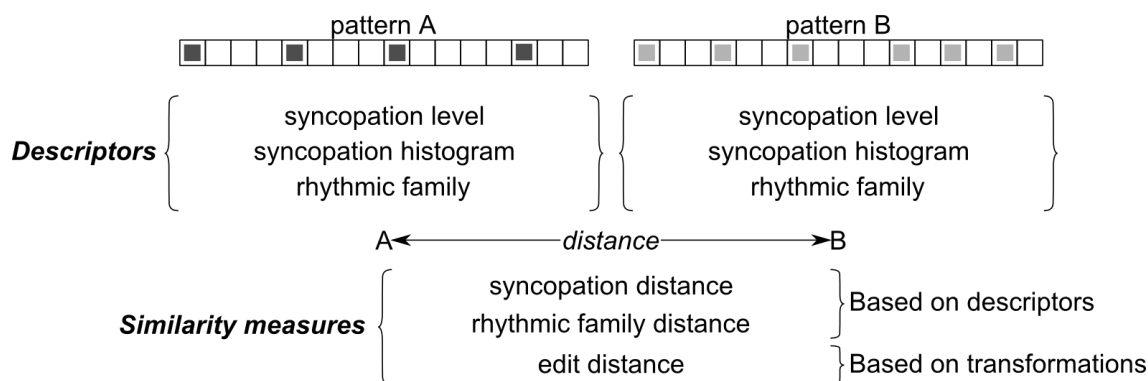 pattern A pattern B
syncopation level syncopation level
Descriptors syncopation histogram syncopation histogram
rhythmic family rhythmic family
A distance B
syncopation distance
Based on descriptors
Similarity measures rhythmic family distance
edit distance Based on transformations